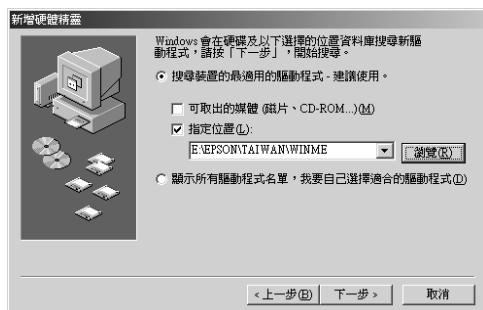 新增硬體精靈
Windows 會在硬碟及以下選擇的位置資料庫搜尋新驅
動程式,請按「下一步」,開始搜尋。
搜尋裝置的最適用的驅動程式 - 建議使用。
可取出的媒體 (磁片、CD-ROM...)(M)
指定位置(L):
E:\EPSON\TAIWAN\WINME
瀏覽(R)
顯示所有驅動程式名單,我要自己選擇適合的驅動程式(D)
<上一步(B)
下一步 >
取消